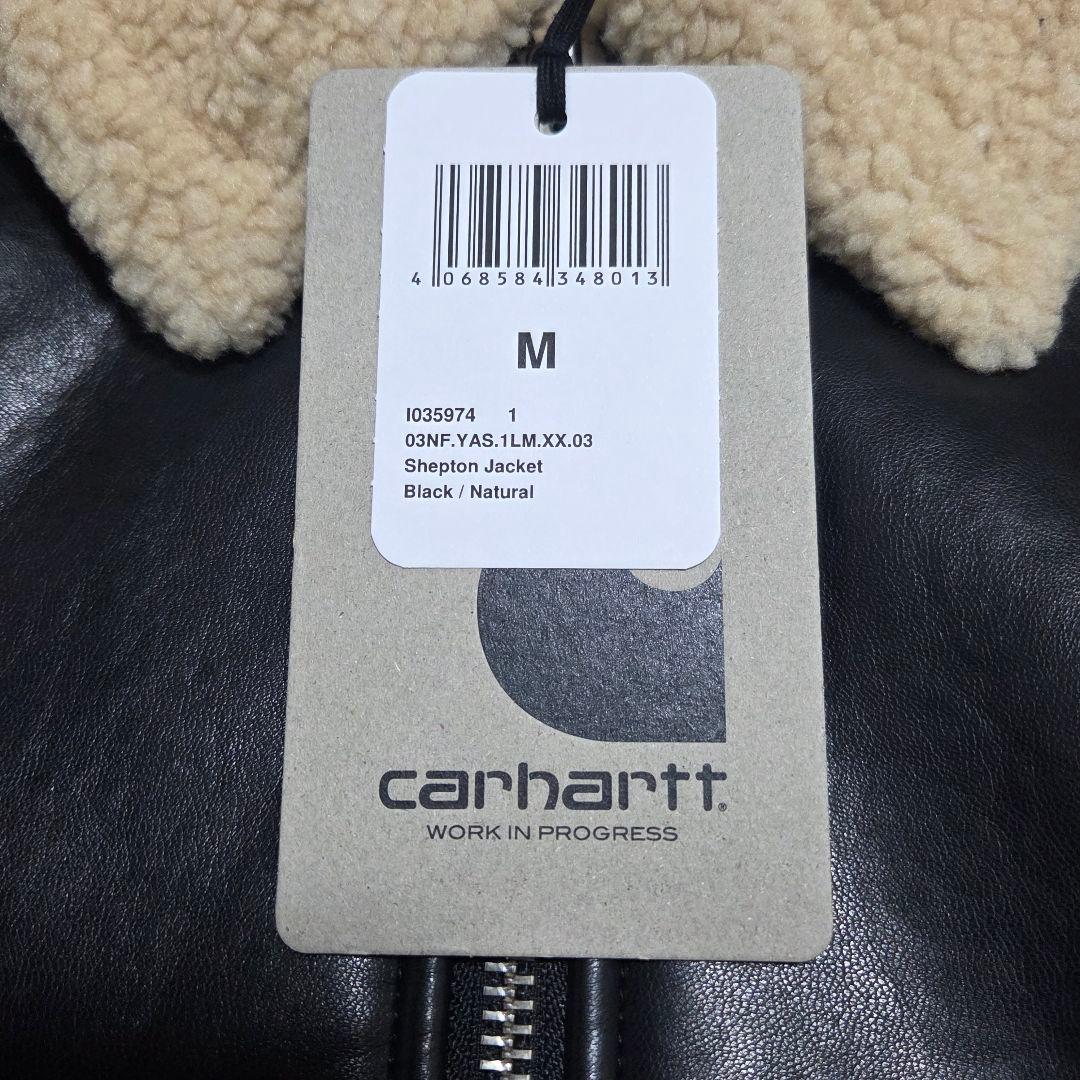 4 068584 348013
M
I035974 1
03NF.YAS.1LM.XX.03
Shepton Jacket
Black / Natural
carhartt®
WORK IN PROGRESS